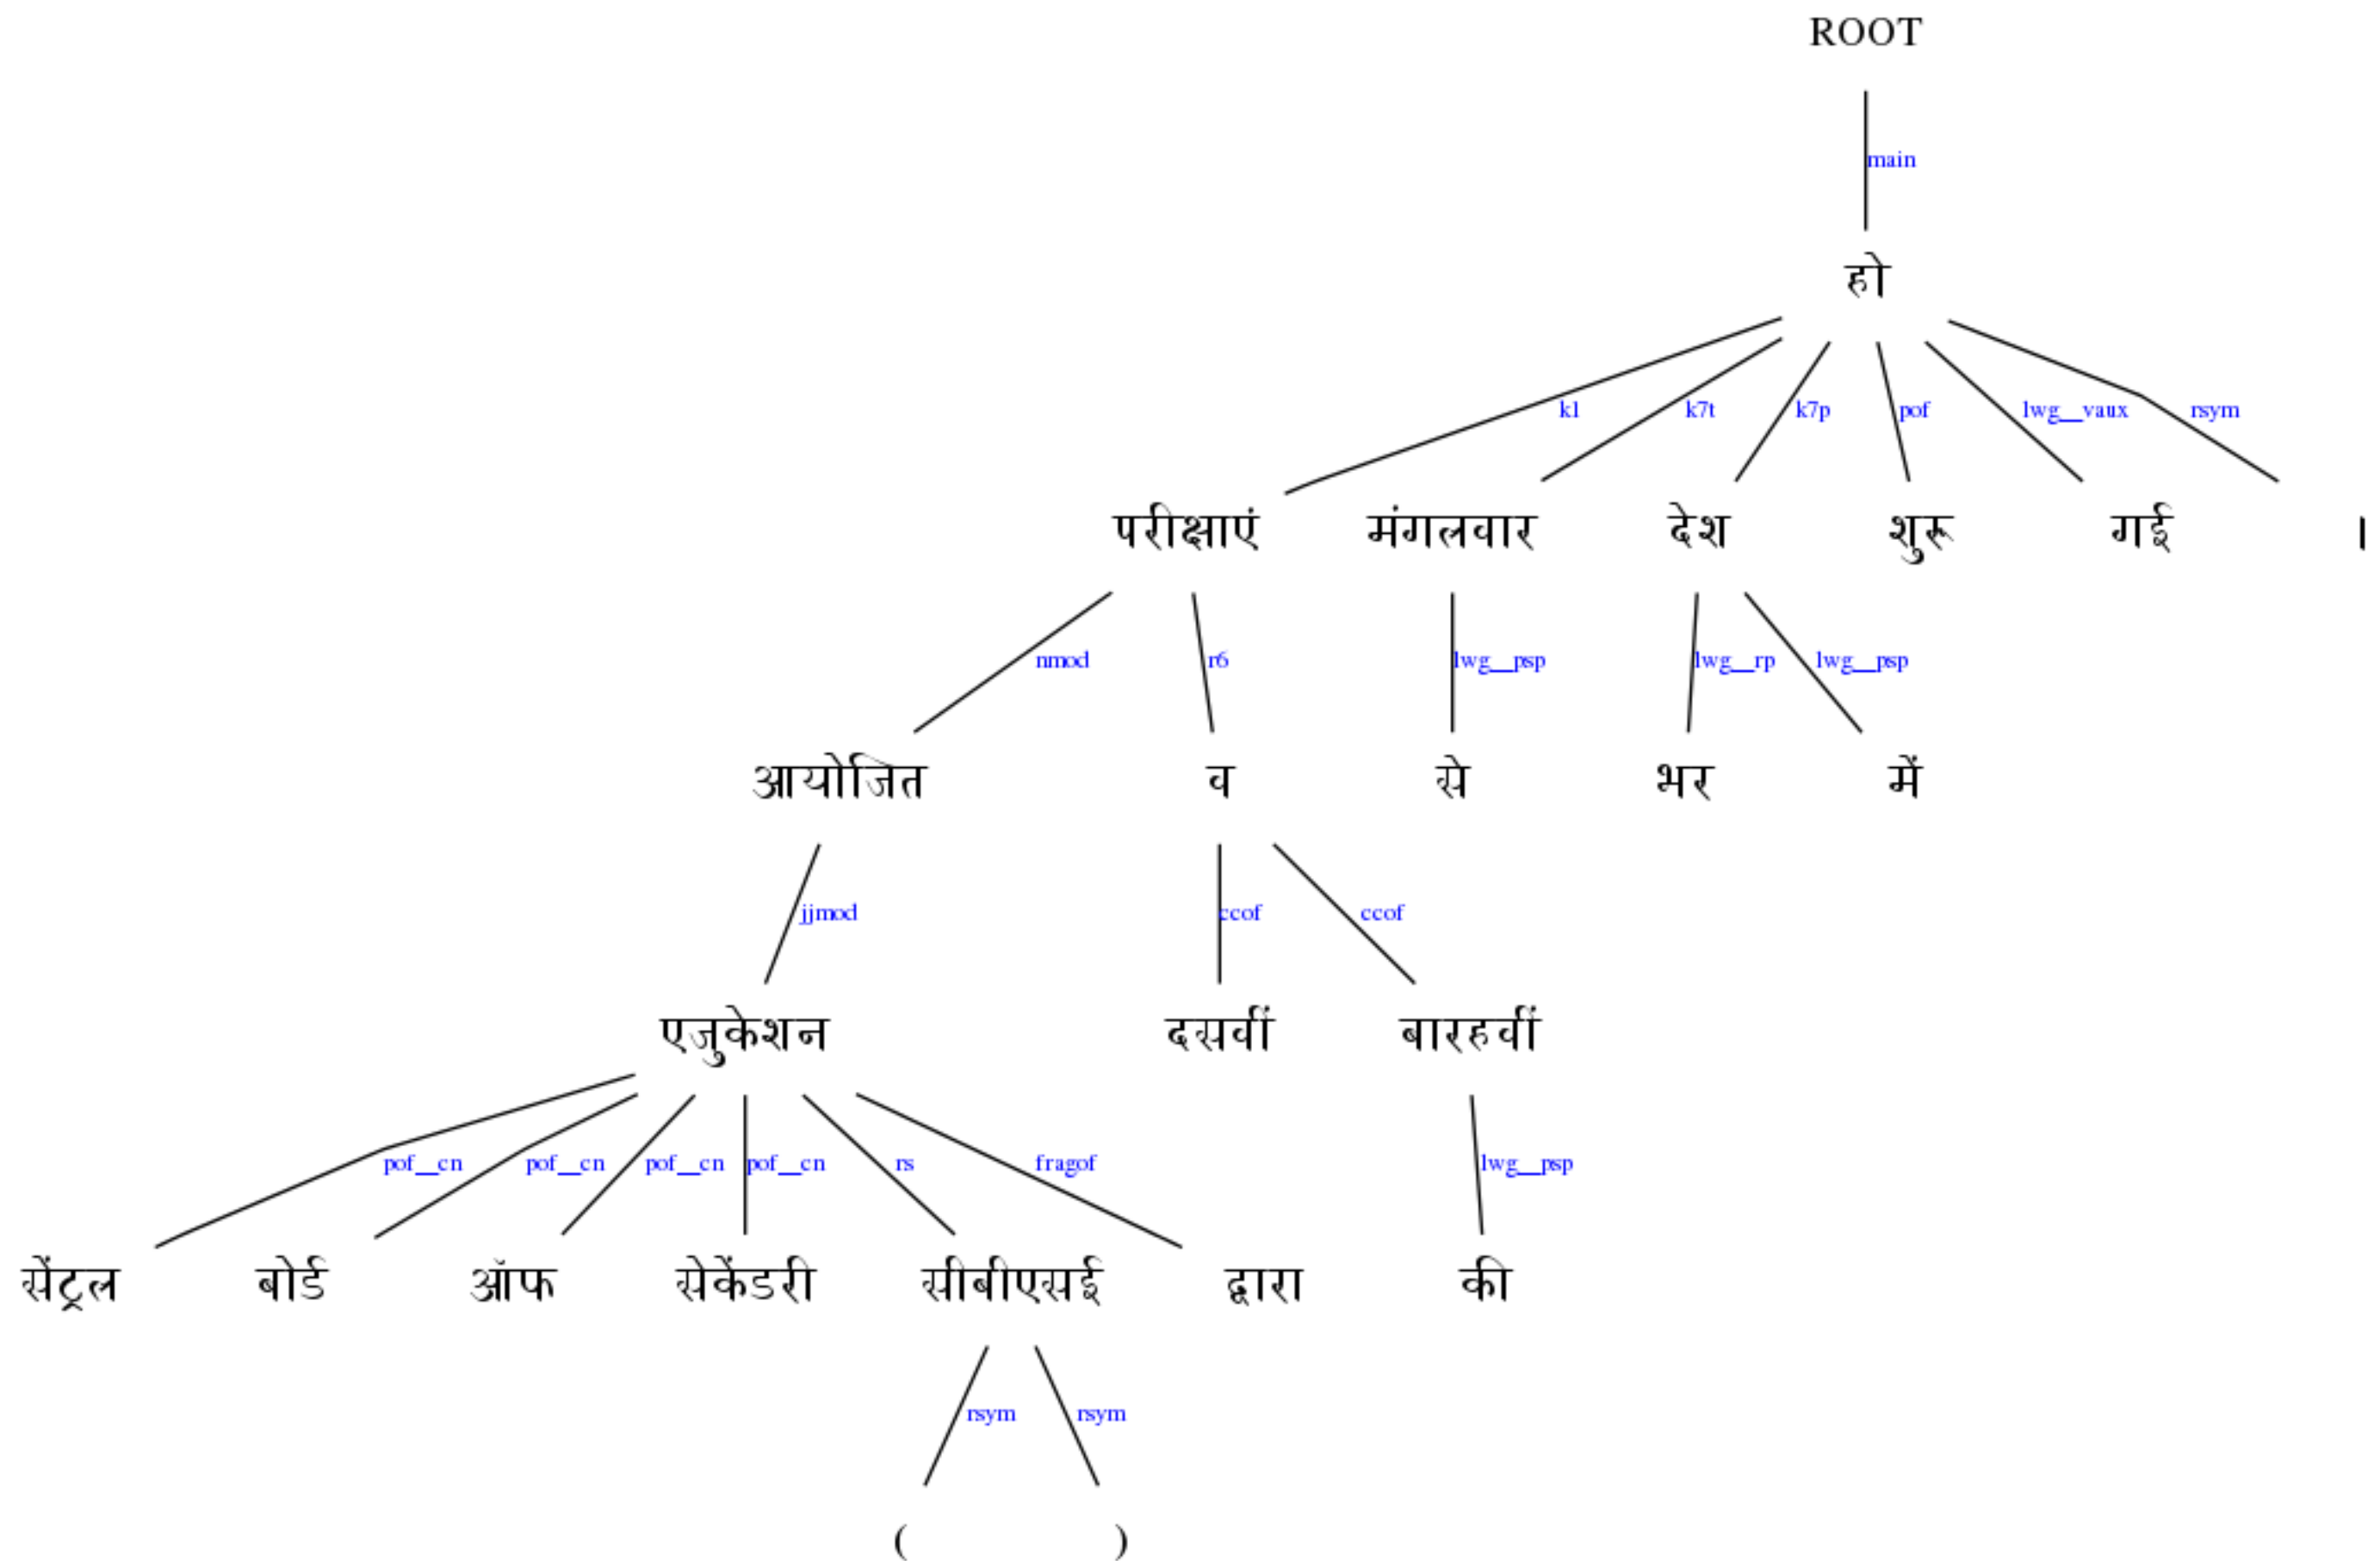 ROOT
main
हो
k1 k7t k7p pof lwg__vaux rsym
परीक्षाएं मंगलवार देश शुरू गई ।
nmod r6 lwg__psp lwg__rp lwg__psp
आयोजित व से भर में
jjmod ccof ccof
एजुकेशन दसवीं बारहवीं
pof__cn pof__cn pof__cn pof__cn rs fragof lwg__psp
सेंट्रल बोर्ड ऑफ सेकेंडरी सीबीएसई द्वारा की
rsym rsym
( )